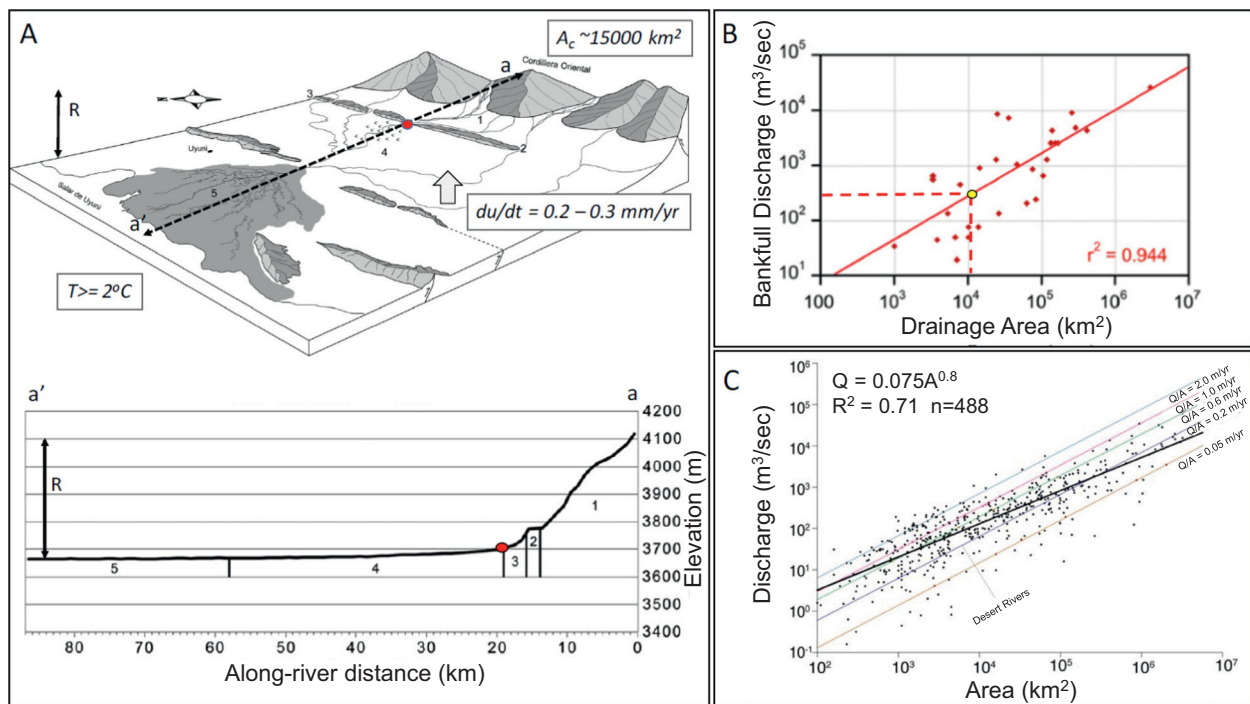 A
A_c ~15000 km²
a
Cordillera Oriental
R
3
1
4
2
Uyuni
Salar de Uyuni
5
a'
du/dt = 0.2 – 0.3 mm/yr
T>= 2°C
a'
a
4200
4100
4000
3900
3800
3700
3600
3500
3400
Elevation (m)
R
1
2
3
4
5
80
70
60
50
40
30
20
10
0
Along-river distance (km)
B
Bankfull Discharge (m³/sec)
10⁵
10⁴
10³
10²
10¹
r² = 0.944
100
10³
10⁴
10⁵
10⁶
10⁷
Drainage Area (km²)
C
Q = 0.075A^0.8
R² = 0.71 n=488
Discharge (m³/sec)
10⁶
10⁵
10⁴
10³
10²
10¹
10⁰
10⁻¹
Q/A = 2.0 m/yr
Q/A = 1.0 m/yr
Q/A = 0.6 m/yr
Q/A = 0.2 m/yr
Q/A = 0.05 m/yr
Desert Rivers
10²
10³
10⁴
10⁵
10⁶
10⁷
Area (km²)